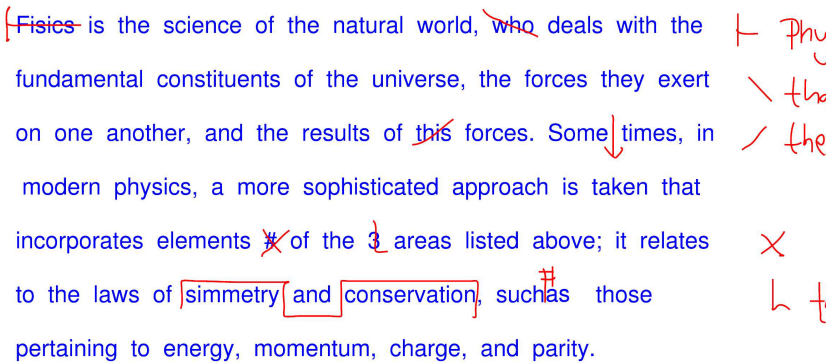 Fisics is the science of the natural world, who deals with the
fundamental constituents of the universe, the forces they exert
on one another, and the results of this forces. Some times, in the
modern physics, a more sophisticated approach is taken that
incorporates elements # of the 3 areas listed above; it relates
to the laws of simmetry and conservation, suchas those
#
pertaining to energy, momentum, charge, and parity.